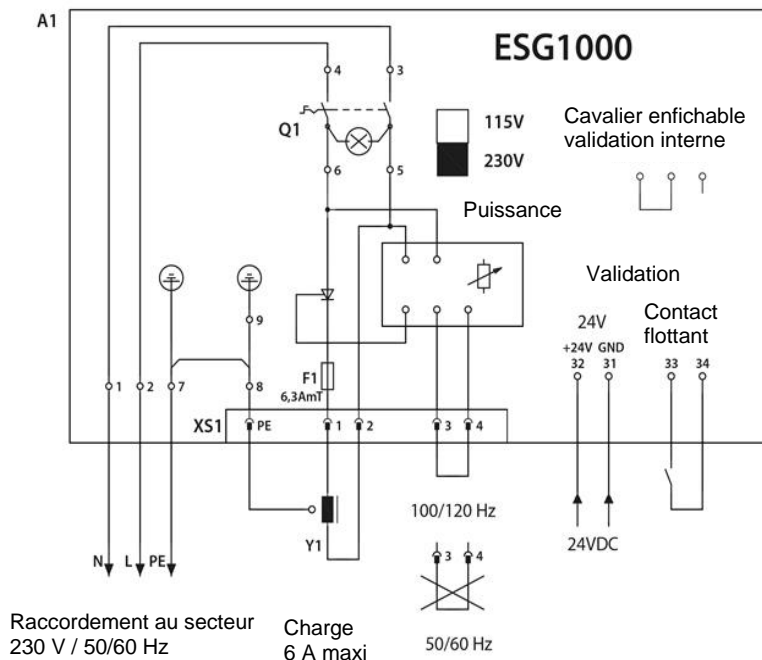 A1
ESG1000
4
3
Q1
6
5
115V
230V
Cavalier enfichable
validation interne
Puissance
Validation
24V
+24V GND
32 31
Contact
flottant
33 34
9
1
2
7
8
F1
6,3AmT
XS1
PE
1
2
3
4
Y1
100/120 Hz
24VDC
N
L
PE
3
4
50/60 Hz
Raccordement au secteur
230 V / 50/60 Hz
Charge
6 A maxi